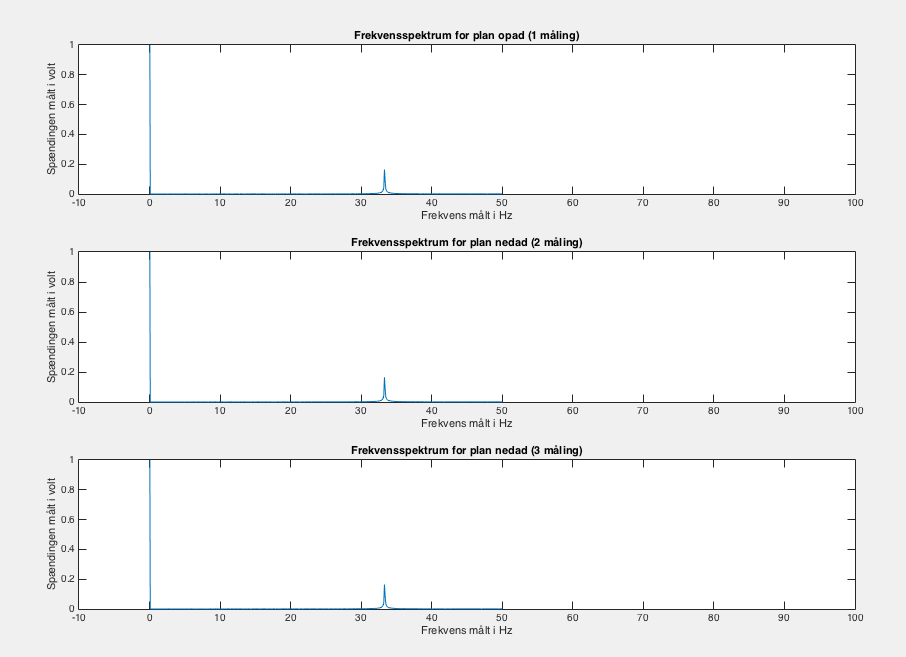 Frekvensspektrum for plan opad (1 måling)
Spændingen målt i volt
1
0.8
0.6
0.4
0.2
0
-10 0 10 20 30 40 50 60 70 80 90 100
Frekvens målt i Hz
Frekvensspektrum for plan nedad (2 måling)
Spændingen målt i volt
1
0.8
0.6
0.4
0.2
0
-10 0 10 20 30 40 50 60 70 80 90 100
Frekvens målt i Hz
Frekvensspektrum for plan nedad (3 måling)
Spændingen målt i volt
1
0.8
0.6
0.4
0.2
0
-10 0 10 20 30 40 50 60 70 80 90 100
Frekvens målt i Hz